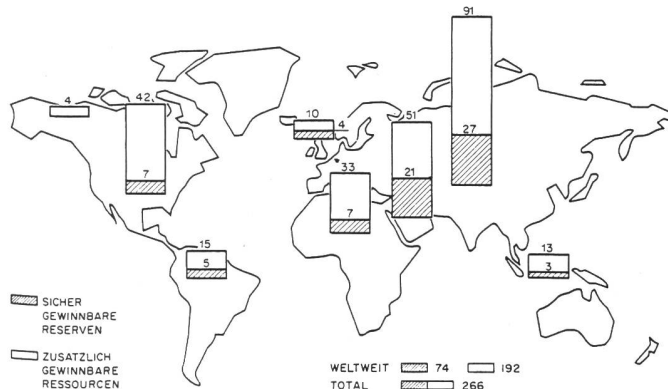 91
4
42
10
4
51
27
7
33
21
7
15
5
13
3
SICHER
GEWINNBARE
RESERVEN
ZUSATZLICH
GEWINNBARE
RESSOURCEN
WELTWEIT 74 192
TOTAL 266